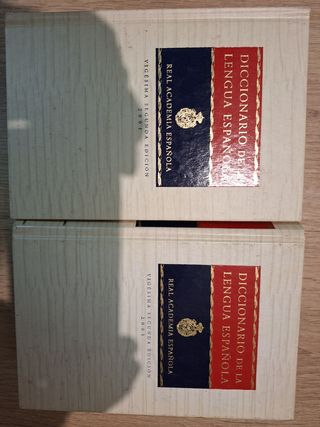 DICCIONARIO DE LA
LENGUA ESPAÑOLA
REAL ACADEMIA ESPAÑOLA
VIGÉSIMA SEGUNDA EDICIÓN
2001
DICCIONARIO DE LA
LENGUA ESPAÑOLA
REAL ACADEMIA ESPAÑOLA
VIGÉSIMA SEGUNDA EDICIÓN
2001